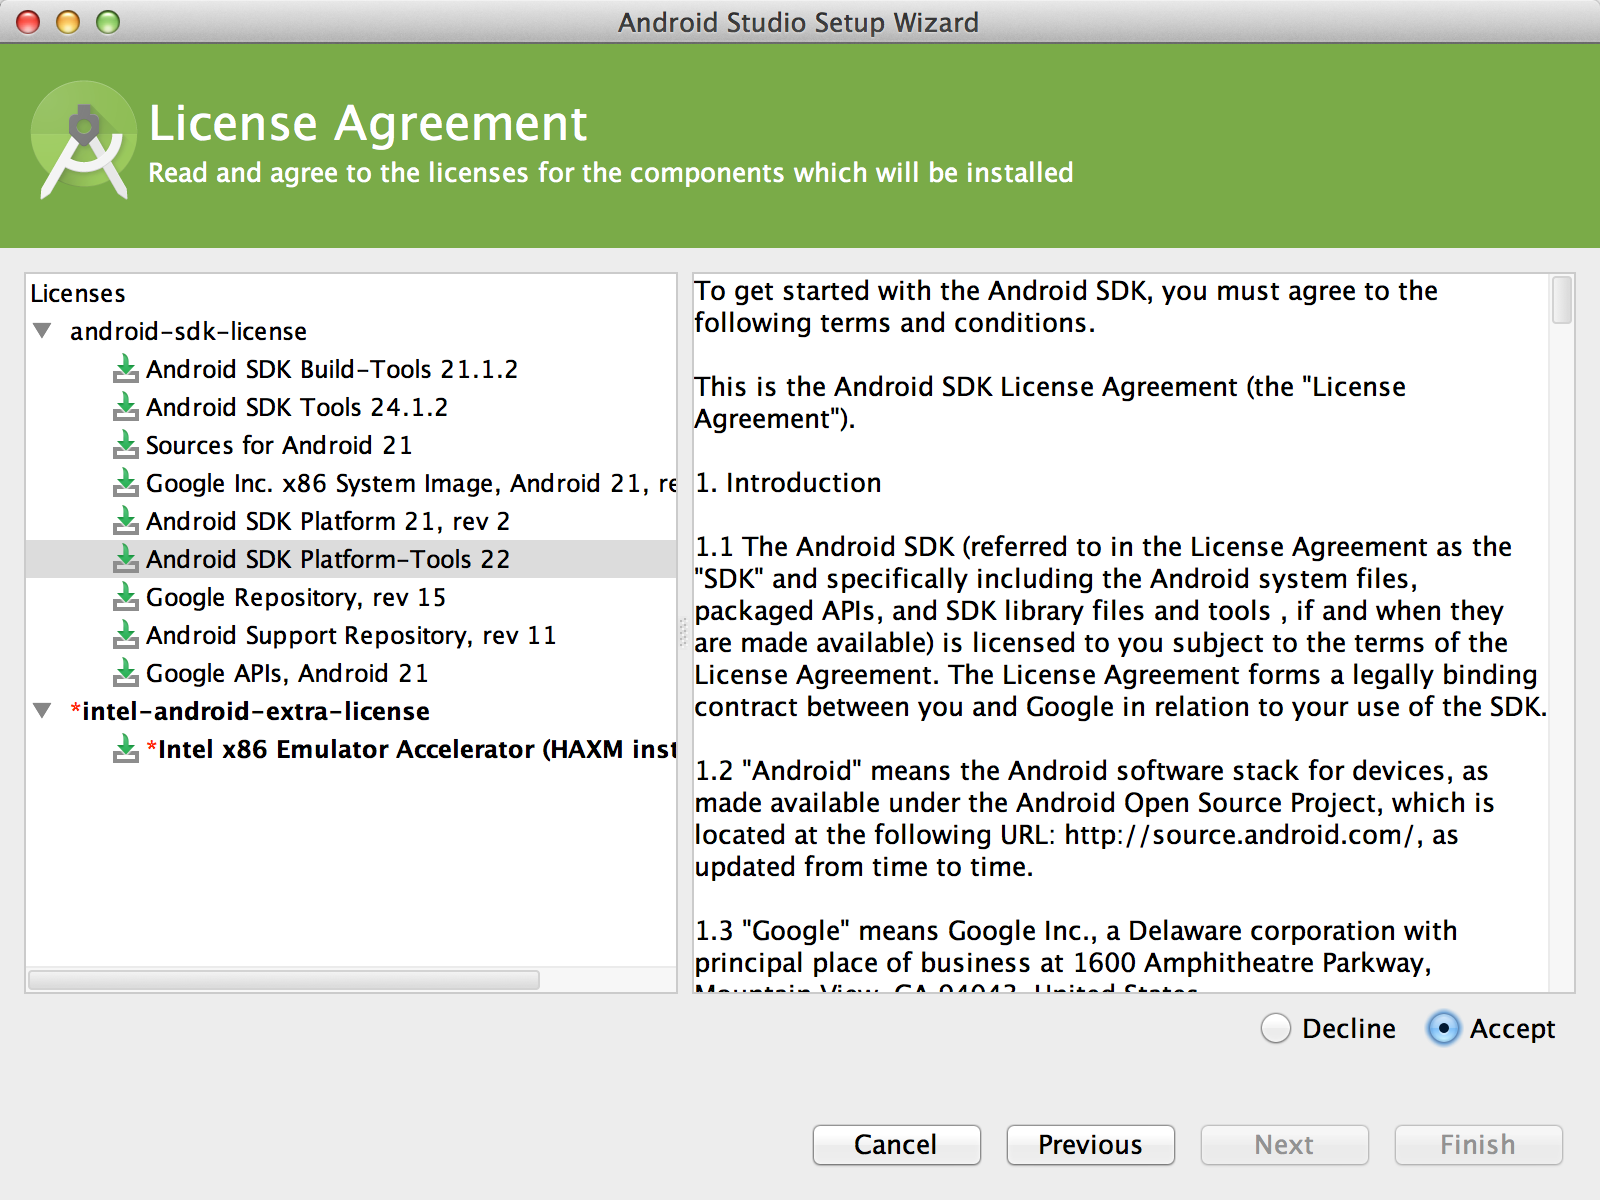 Android Studio Setup Wizard
License Agreement
Read and agree to the licenses for the components which will be installed
Licenses
android-sdk-license
Android SDK Build-Tools 21.1.2
Android SDK Tools 24.1.2
Sources for Android 21
Google Inc. x86 System Image, Android 21, re
Android SDK Platform 21, rev 2
Android SDK Platform-Tools 22
Google Repository, rev 15
Android Support Repository, rev 11
Google APIs, Android 21
*intel-android-extra-license
*Intel x86 Emulator Accelerator (HAXM inst
To get started with the Android SDK, you must agree to the
following terms and conditions.
This is the Android SDK License Agreement (the "License
Agreement").
1. Introduction
1.1 The Android SDK (referred to in the License Agreement as the
"SDK" and specifically including the Android system files,
packaged APIs, and SDK library files and tools , if and when they
are made available) is licensed to you subject to the terms of the
License Agreement. The License Agreement forms a legally binding
contract between you and Google in relation to your use of the SDK.
1.2 "Android" means the Android software stack for devices, as
made available under the Android Open Source Project, which is
located at the following URL: http://source.android.com/, as
updated from time to time.
1.3 "Google" means Google Inc., a Delaware corporation with
principal place of business at 1600 Amphitheatre Parkway,
Mountain View, CA 94043, United States.
Decline
Accept
Cancel
Previous
Next
Finish